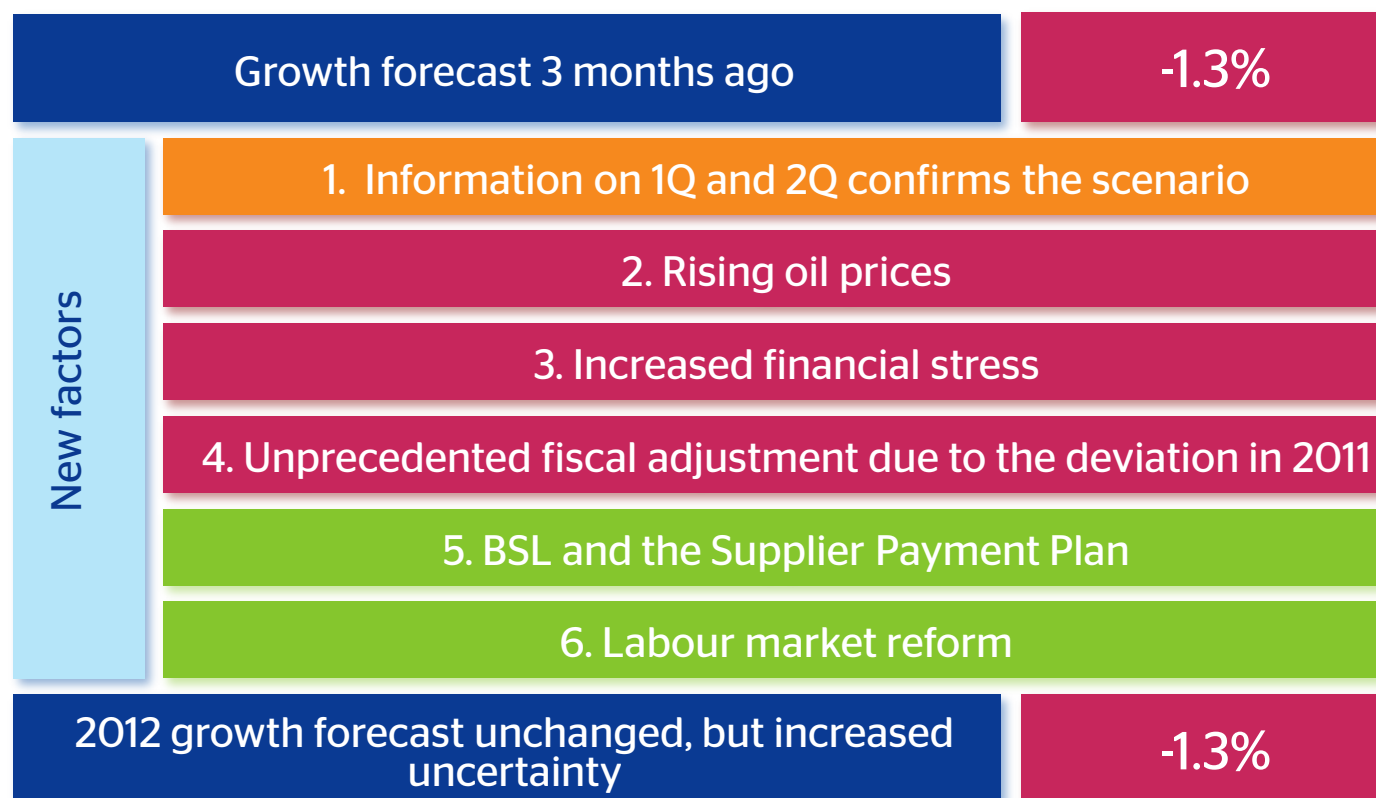 Growth forecast 3 months ago
-1.3%
New factors
1. Information on 1Q and 2Q confirms the scenario
2. Rising oil prices
3. Increased financial stress
4. Unprecedented fiscal adjustment due to the deviation in 2011
5. BSL and the Supplier Payment Plan
6. Labour market reform
2012 growth forecast unchanged, but increased
uncertainty
-1.3%